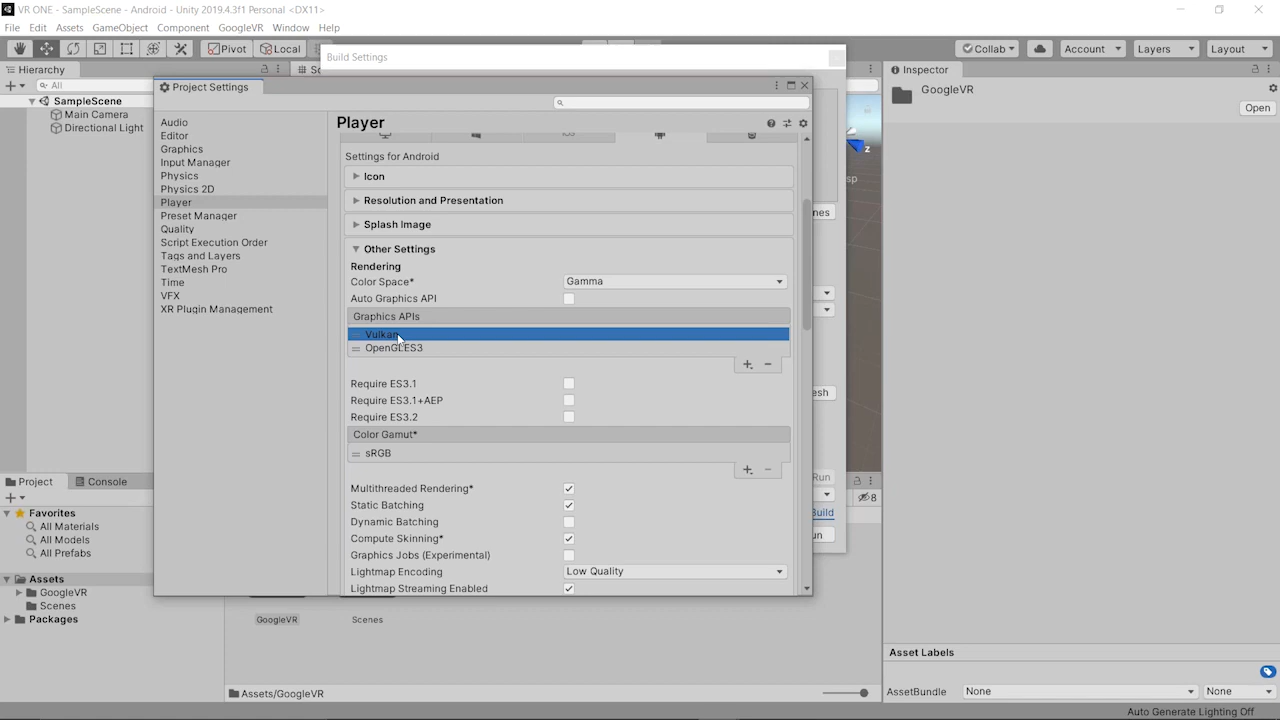 VR ONE - SampleScene - Android - Unity 2019.4.3f1 Personal <DX11>
File Edit Assets GameObject Component GoogleVR Window Help
Pivot Local Collab Account Layers Layout
Hierarchy
All
SampleScene
Main Camera
Directional Light
Build Settings
Project Settings
Audio
Editor
Graphics
Input Manager
Physics
Physics 2D
Player
Preset Manager
Quality
Script Execution Order
Tags and Layers
TextMesh Pro
Time
VFX
XR Plugin Management
Player
Settings for Android
Icon
Resolution and Presentation
Splash Image
Other Settings
Rendering
Color Space* Gamma
Auto Graphics API
Graphics APIs
Vulkan
OpenGLES3
Require ES3.1
Require ES3.1+AEP
Require ES3.2
Color Gamut*
sRGB
Multithreaded Rendering*
Static Batching
Dynamic Batching
Compute Skinning*
Graphics Jobs (Experimental)
Lightmap Encoding Low Quality
Lightmap Streaming Enabled
z
Run
Build
8
Inspector
GoogleVR
Open
Project Console
Favorites
All Materials
All Models
All Prefabs
Assets
GoogleVR
Scenes
Packages
GoogleVR Scenes
Assets/GoogleVR
Asset Labels
AssetBundle None None
Auto Generate Lighting Off